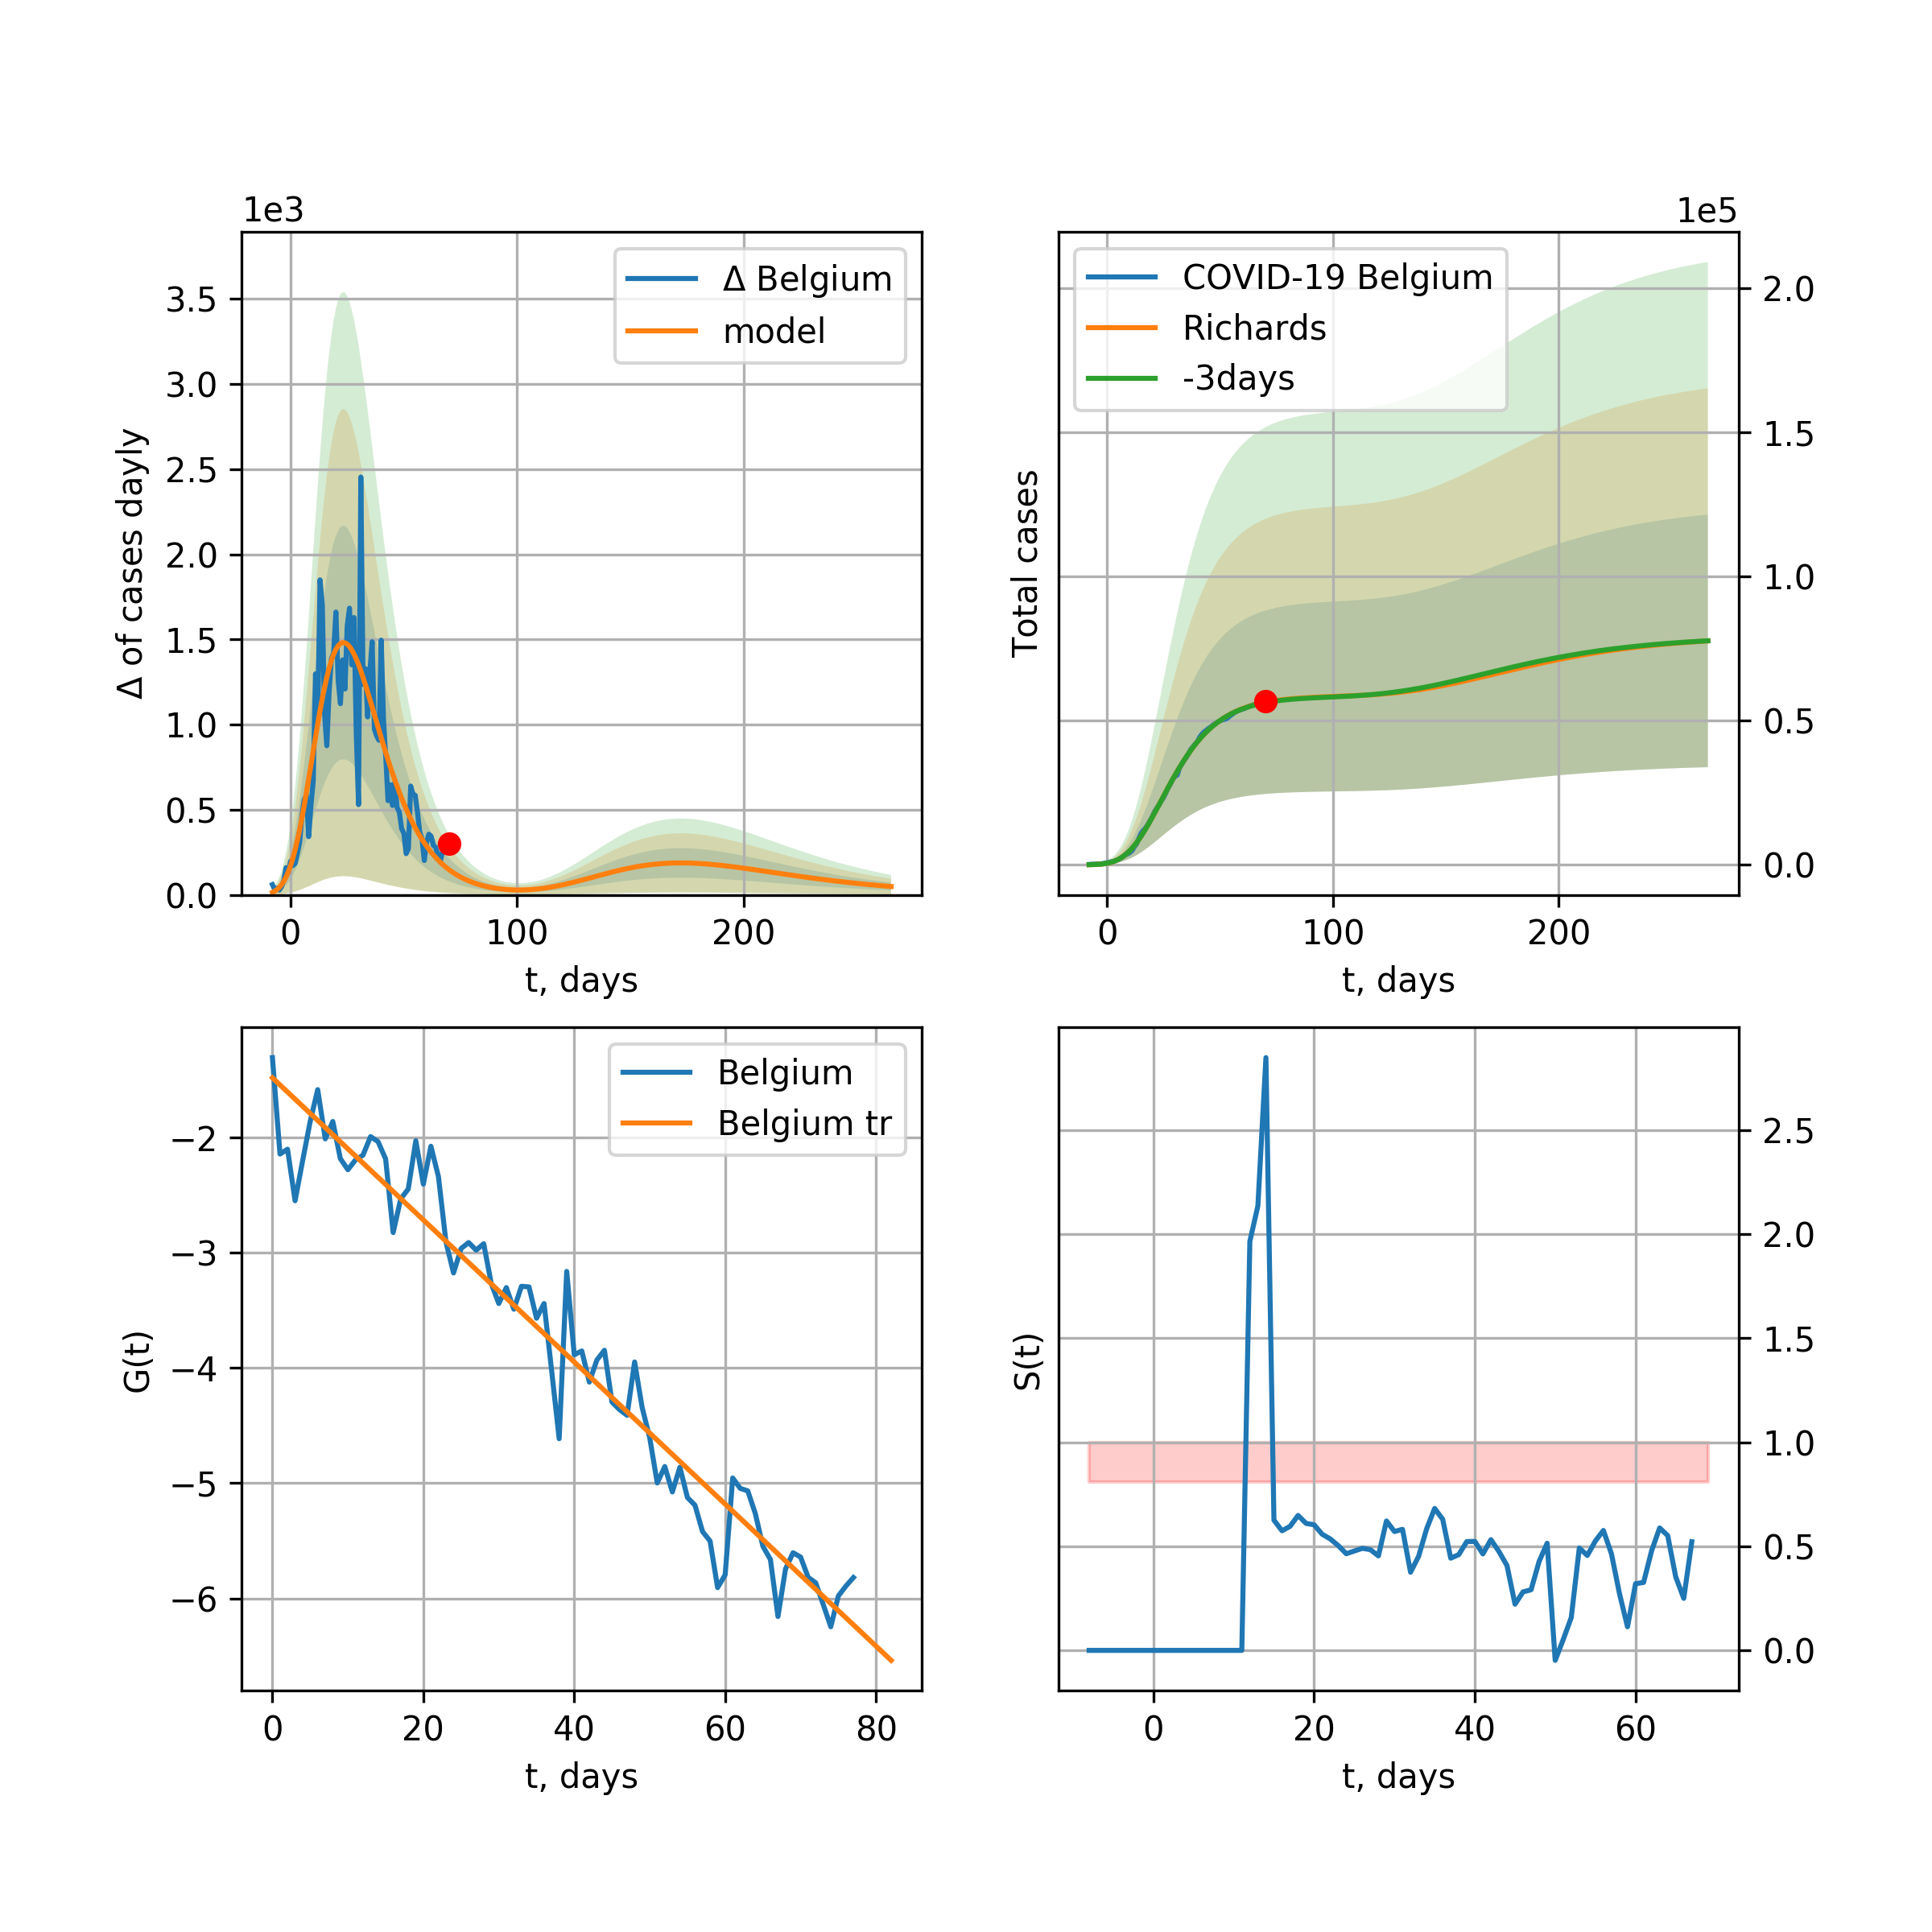 1e3
Δ of cases dayly
3.5
3.0
2.5
2.0
1.5
1.0
0.5
0.0
0 100 200
t, days
Δ Belgium
model
1e5
Total cases
2.0
1.5
1.0
0.5
0.0
0 100 200
t, days
COVID-19 Belgium
Richards
-3days
G(t)
−2
−3
−4
−5
−6
0 20 40 60 80
t, days
Belgium
Belgium tr
S(t)
2.5
2.0
1.5
1.0
0.5
0.0
0 20 40 60
t, days